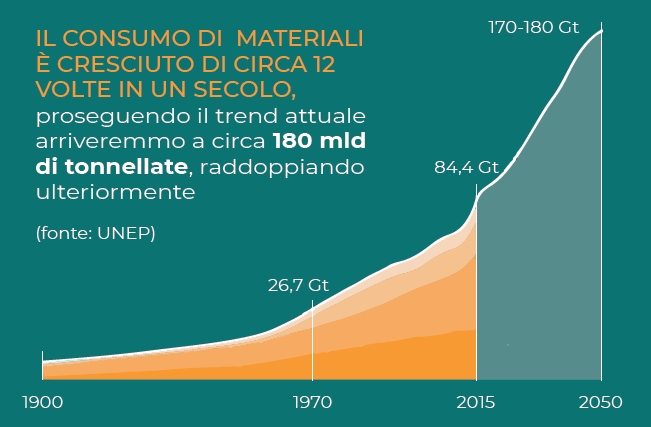 IL CONSUMO DI MATERIALI
È CRESCIUTO DI CIRCA 12
VOLTE IN UN SECOLO,
proseguendo il trend attuale
arriveremmo a circa 180 mld
di tonnellate, raddoppiando
ulteriormente
(fonte: UNEP)
170-180 Gt
84,4 Gt
26,7 Gt
1900
1970
2015
2050